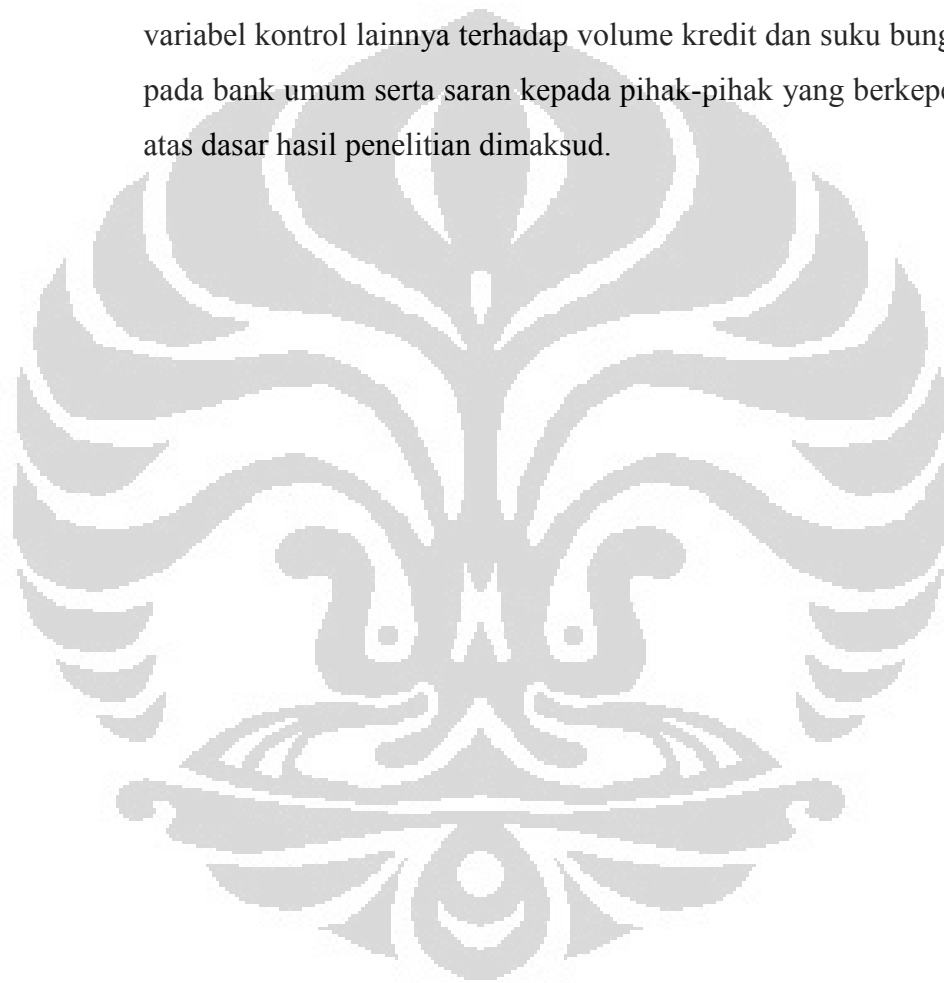 variabel kontrol lainnya terhadap volume kredit dan suku bung
pada bank umum serta saran kepada pihak-pihak yang berkepe
atas dasar hasil penelitian dimaksud.